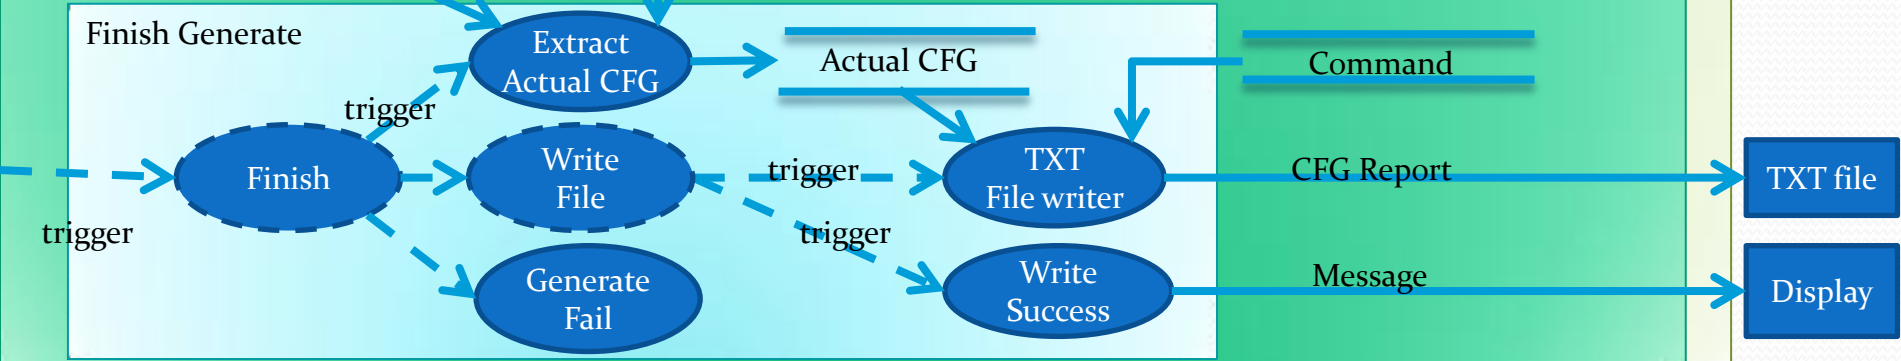 Finish Generate
Extract
Actual CFG
Actual CFG
Command
trigger
Finish
Write
File
trigger
TXT
File writer
CFG Report
TXT file
trigger
trigger
Generate
Fail
Write
Success
Message
Display